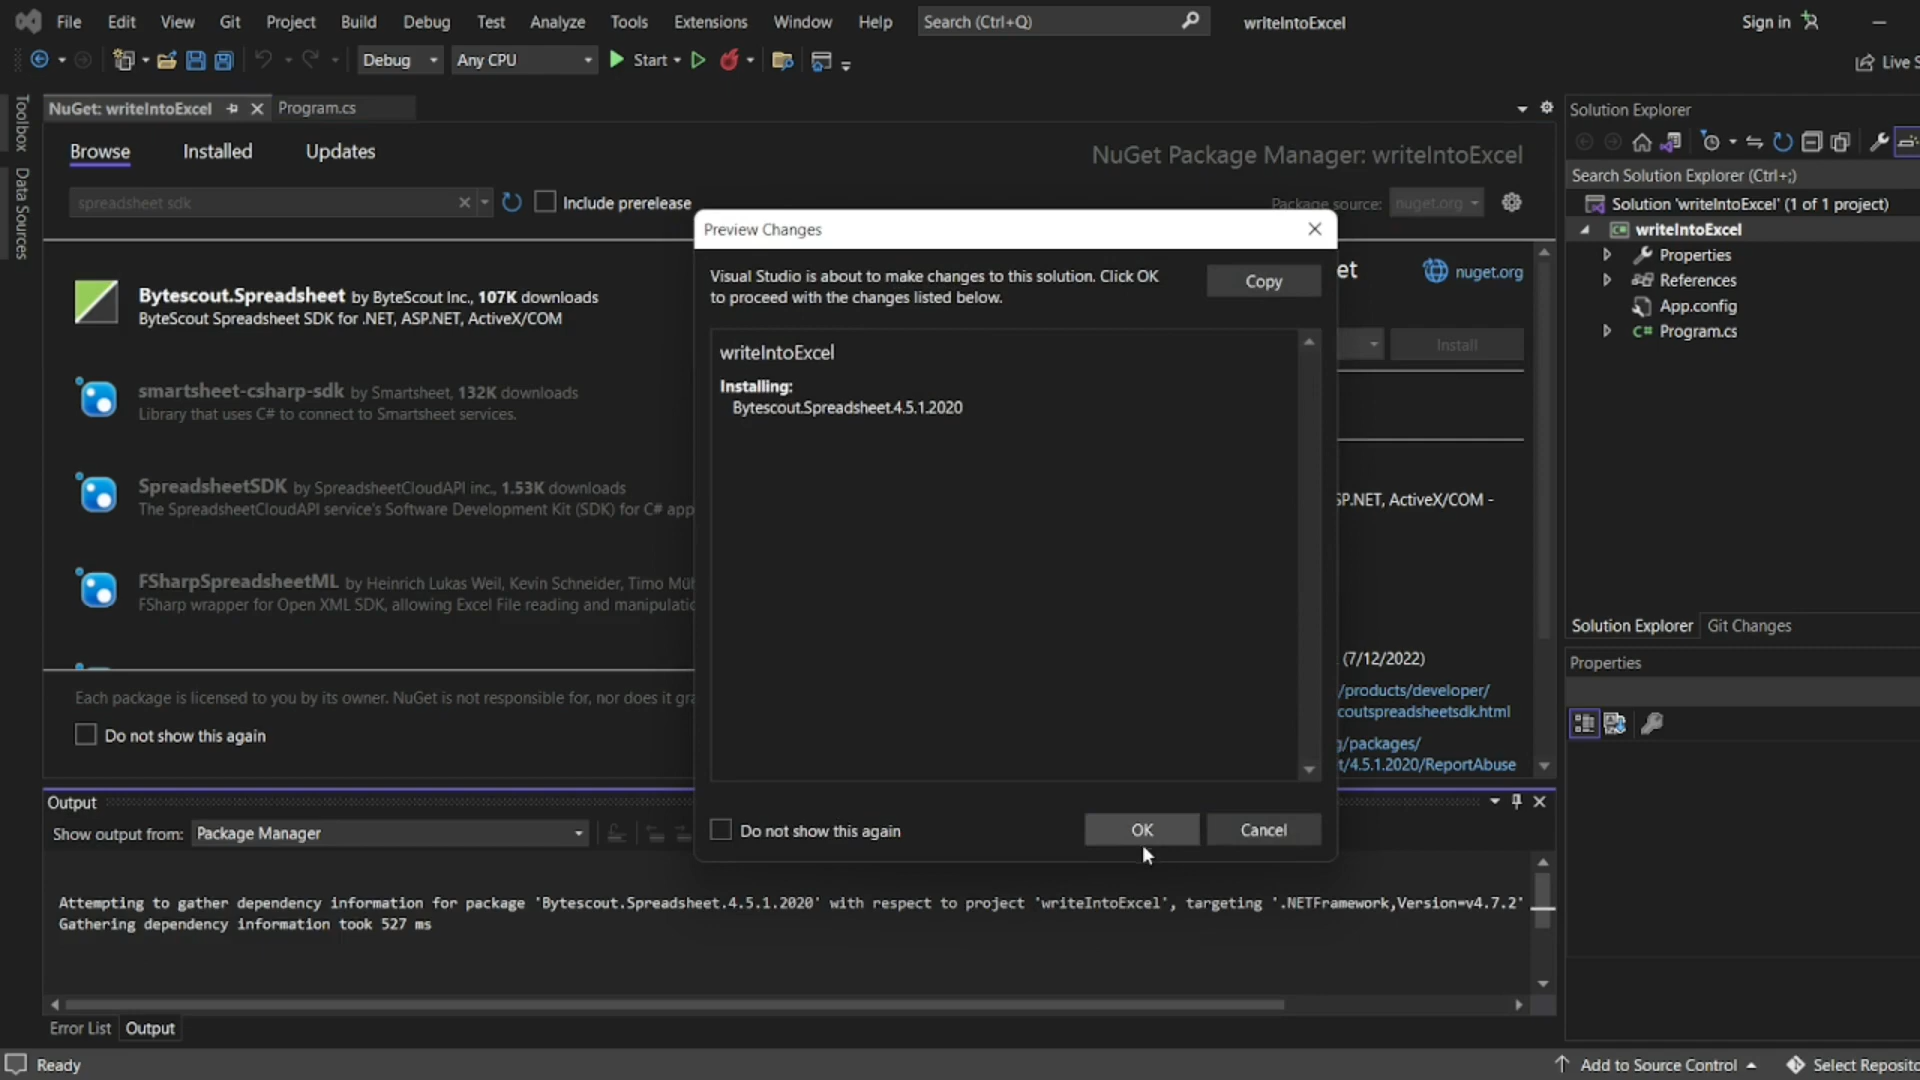 File Edit View Git Project Build Debug Test Analyze Tools Extensions Window Help Search (Ctrl+Q) writeIntoExcel Sign in
Debug Any CPU Start Live S
Toolbox
Data Sources
NuGet: writeIntoExcel Program.cs
Browse Installed Updates
NuGet Package Manager: writeIntoExcel
spreadsheet sdk Include prerelease Package source: nuget.org
Bytescout.Spreadsheet by ByteScout Inc., 107K downloads
ByteScout Spreadsheet SDK for .NET, ASP.NET, ActiveX/COM
smartsheet-csharp-sdk by Smartsheet, 132K downloads
Library that uses C# to connect to Smartsheet services.
SpreadsheetSDK by SpreadsheetCloudAPI inc., 1.53K downloads
The SpreadsheetCloudAPI service's Software Development Kit (SDK) for C# app
FSharpSpreadsheetML by Heinrich Lukas Weil, Kevin Schneider, Timo Müh
FSharp wrapper for Open XML SDK, allowing Excel File reading and manipulatio
Each package is licensed to you by its owner. NuGet is not responsible for, nor does it gra
Do not show this again
Preview Changes
Visual Studio is about to make changes to this solution. Click OK
to proceed with the changes listed below.
Copy
writeIntoExcel
Installing:
Bytescout.Spreadsheet.4.5.1.2020
Do not show this again OK Cancel
et nuget.org
Install
SP.NET, ActiveX/COM -
(7/12/2022)
/products/developer/
coutspreadsheetsdk.html
g/packages/
t/4.5.1.2020/ReportAbuse
Output
Show output from: Package Manager
Attempting to gather dependency information for package 'Bytescout.Spreadsheet.4.5.1.2020' with respect to project 'writeIntoExcel', targeting '.NETFramework,Version=v4.7.2'
Gathering dependency information took 527 ms
Error List Output
Solution Explorer
Search Solution Explorer (Ctrl+;)
Solution 'writeIntoExcel' (1 of 1 project)
writeIntoExcel
Properties
References
App.config
C# Program.cs
Solution Explorer Git Changes
Properties
Ready Add to Source Control Select Reposito